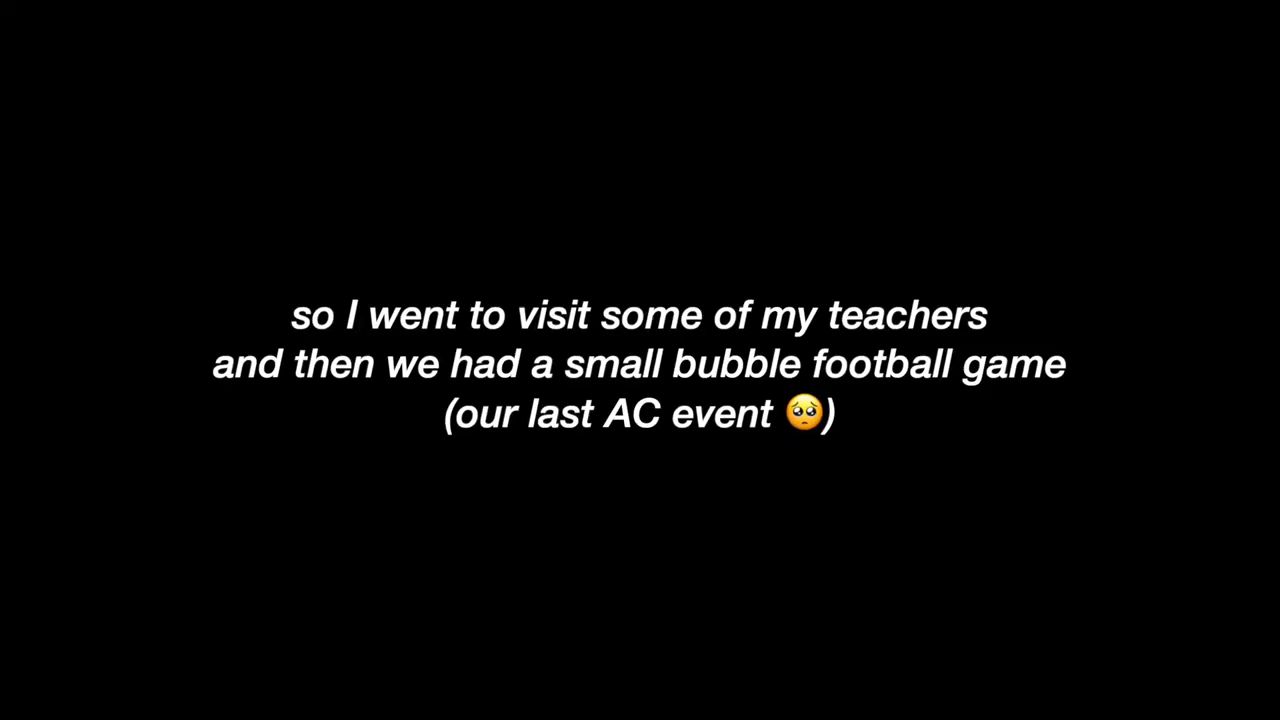 so I went to visit some of my teachers
and then we had a small bubble football game
(our last AC event 🥺)